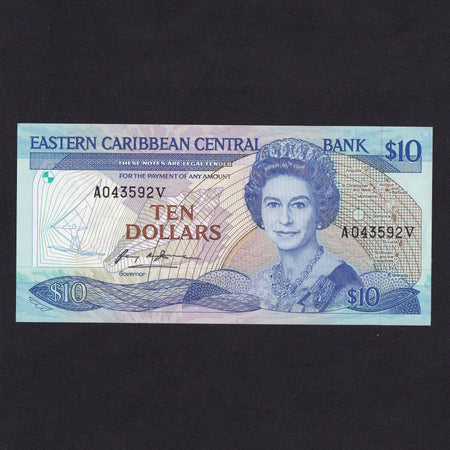 EASTERN CARIBBEAN CENTRAL BANK $10
THESE NOTES ARE LEGAL TENDER
FOR THE PAYMENT OF ANY AMOUNT
A043592V
TEN
DOLLARS
A043592V
Governor
$10
$10